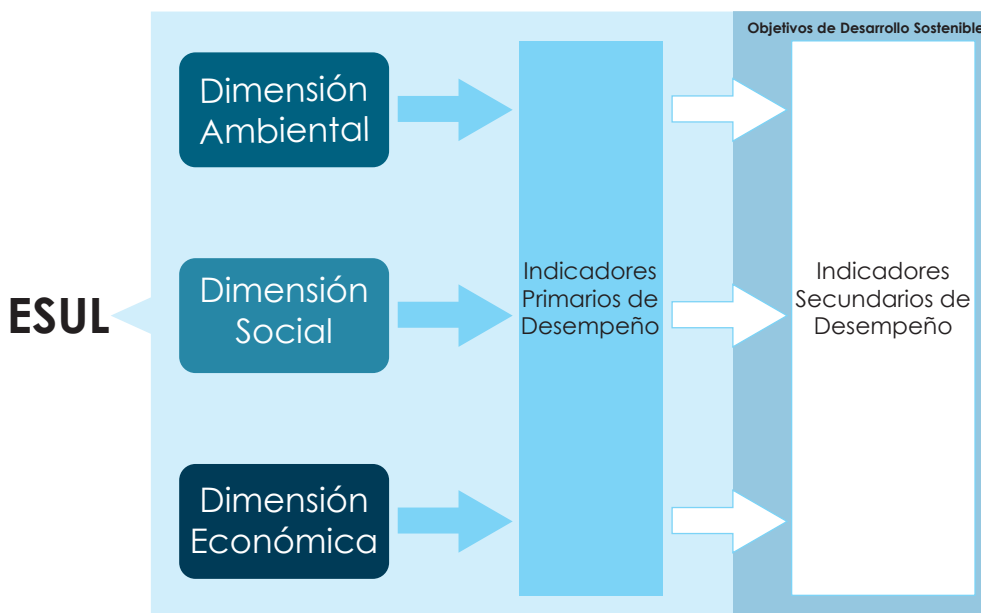 Objetivos de Desarrollo Sostenible
Dimensión
Ambiental
ESUL
Dimensión
Social
Indicadores
Primarios de
Desempeño
Indicadores
Secundarios de
Desempeño
Dimensión
Económica